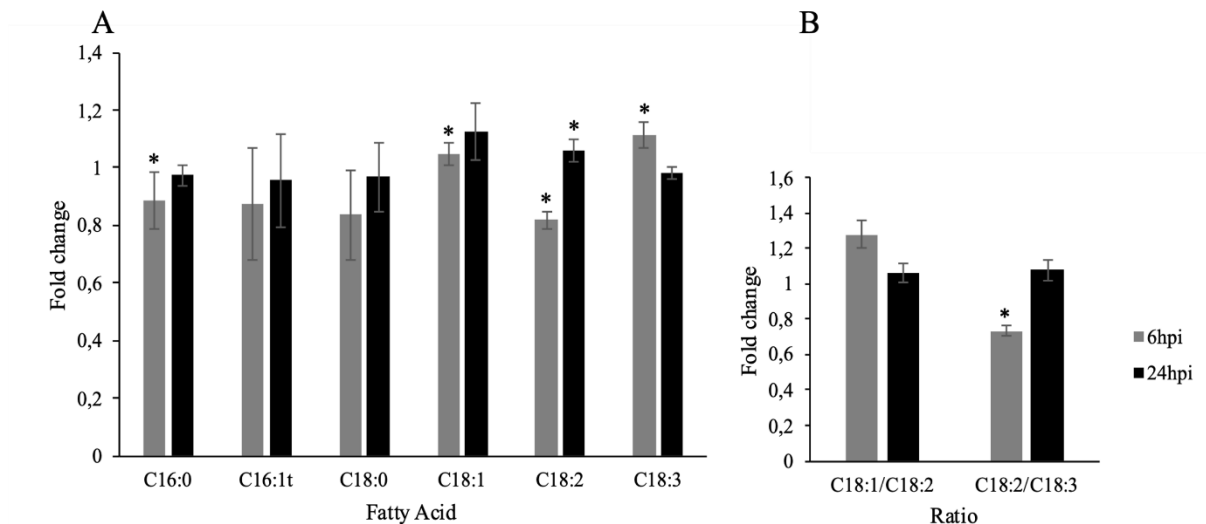 A
1,4
1,2
1
0,8
0,6
0,4
0,2
0
Fold change
*
*
*
*
*
C16:0 C16:1t C18:0 C18:1 C18:2 C18:3
Fatty Acid
B
1,6
1,4
1,2
1
0,8
0,6
0,4
0,2
0
Fold change
*
C18:1/C18:2 C18:2/C18:3
Ratio
6hpi
24hpi